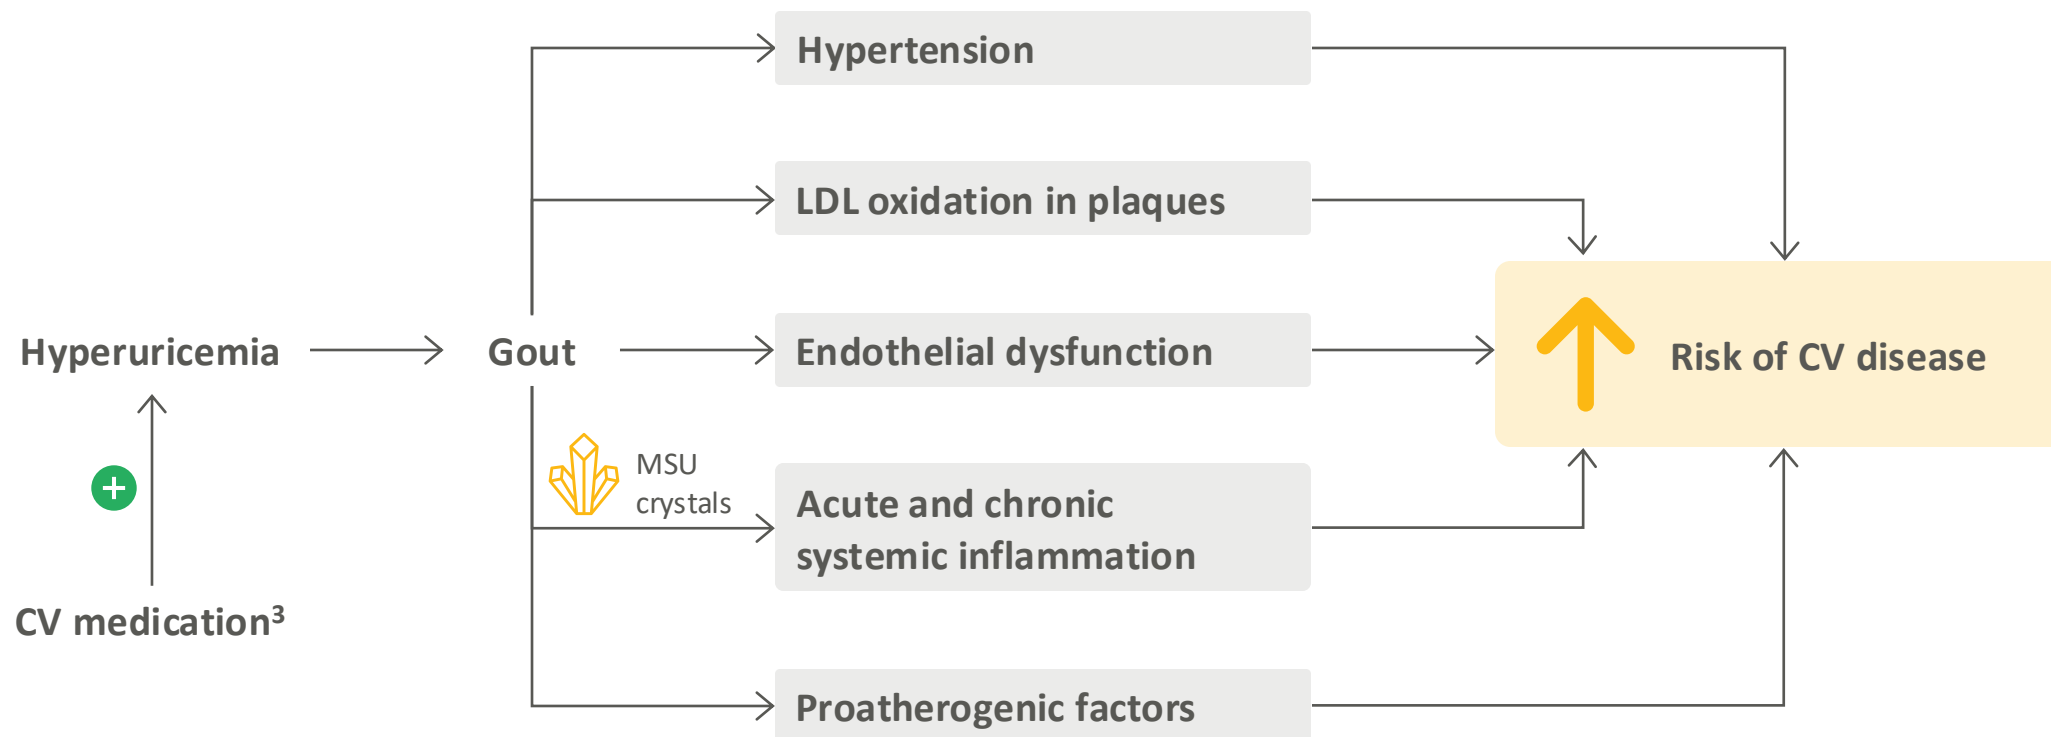 Hypertension
LDL oxidation in plaques
Hyperuricemia
Gout
Endothelial dysfunction
Risk of CV disease
MSU
crystals
Acute and chronic
systemic inflammation
CV medication³
Proatherogenic factors